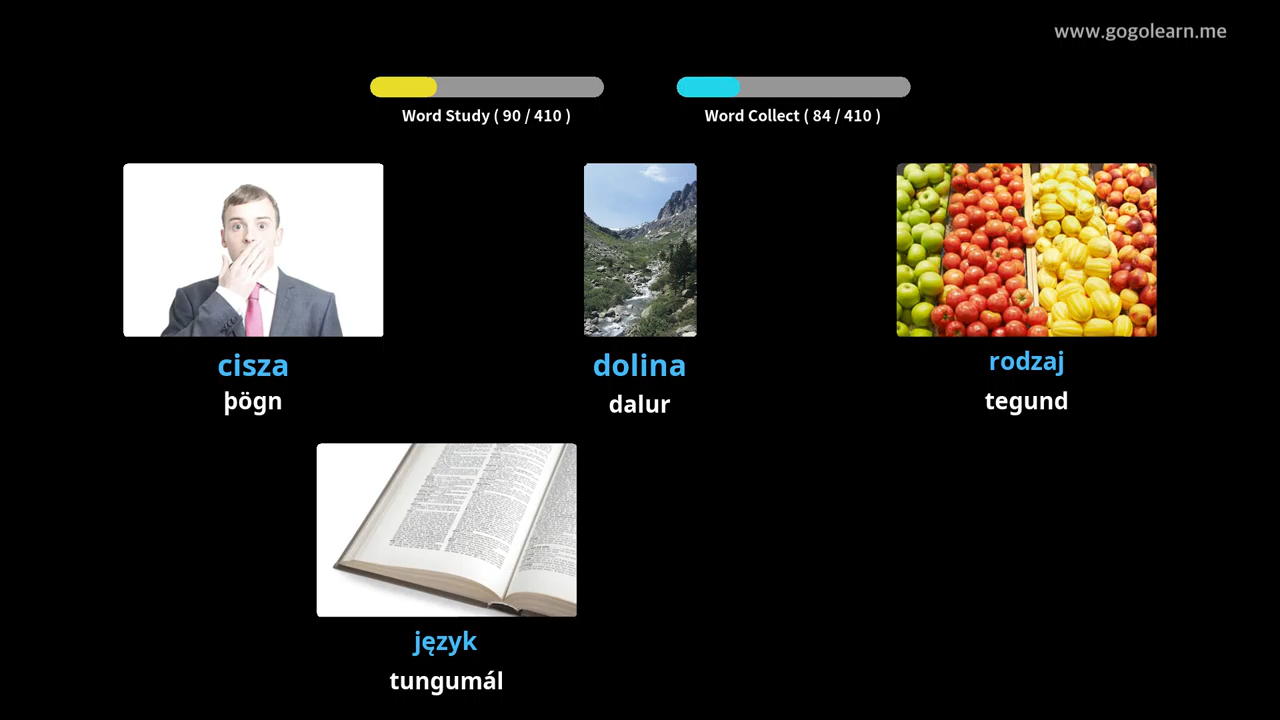 www.gogolearn.me
Word Study ( 90 / 410 )
Word Collect ( 84 / 410 )
cisza
þögn
dolina
dalur
rodzaj
tegund
język
tungumál